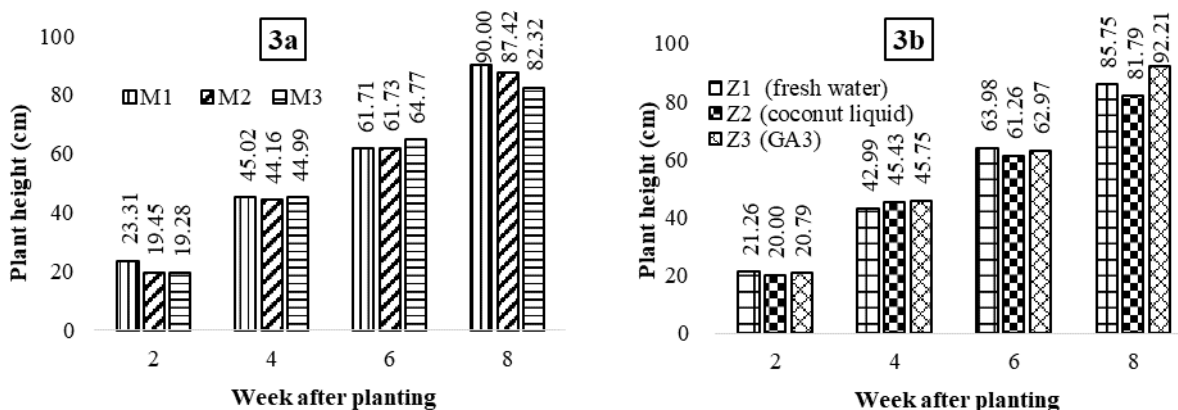 3a
M1 M2 M3
Plant height (cm)
100
80
60
40
20
0
23.31 19.45 19.28
45.02 44.16 44.99
61.71 61.73 64.77
90.00 87.42 82.32
2 4 6 8
Week after planting
3b
Z1 (fresh water)
Z2 (coconut liquid)
Z3 (GA3)
Plant height (cm)
100
80
60
40
20
0
21.26 20.00 20.79
42.99 45.43 45.75
63.98 61.26 62.97
85.75 81.79 92.21
2 4 6 8
Week after planting